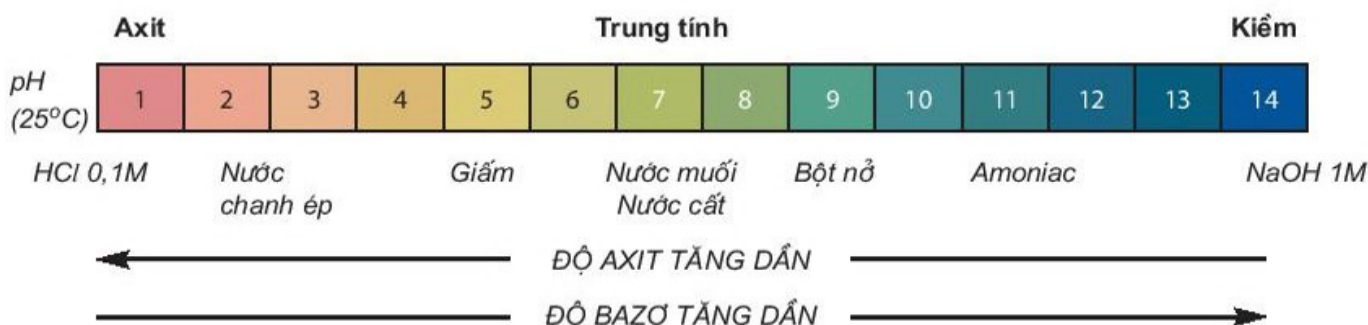 Axit Trung tính Kiềm
pH
(25°C)
1 2 3 4 5 6 7 8 9 10 11 12 13 14
HCl 0,1M Nước Giấm Nước muối Bột nở Amoniac NaOH 1M
chanh ép Nước cất
ĐỘ AXIT TĂNG DẦN
ĐỘ BAZƠ TĂNG DẦN